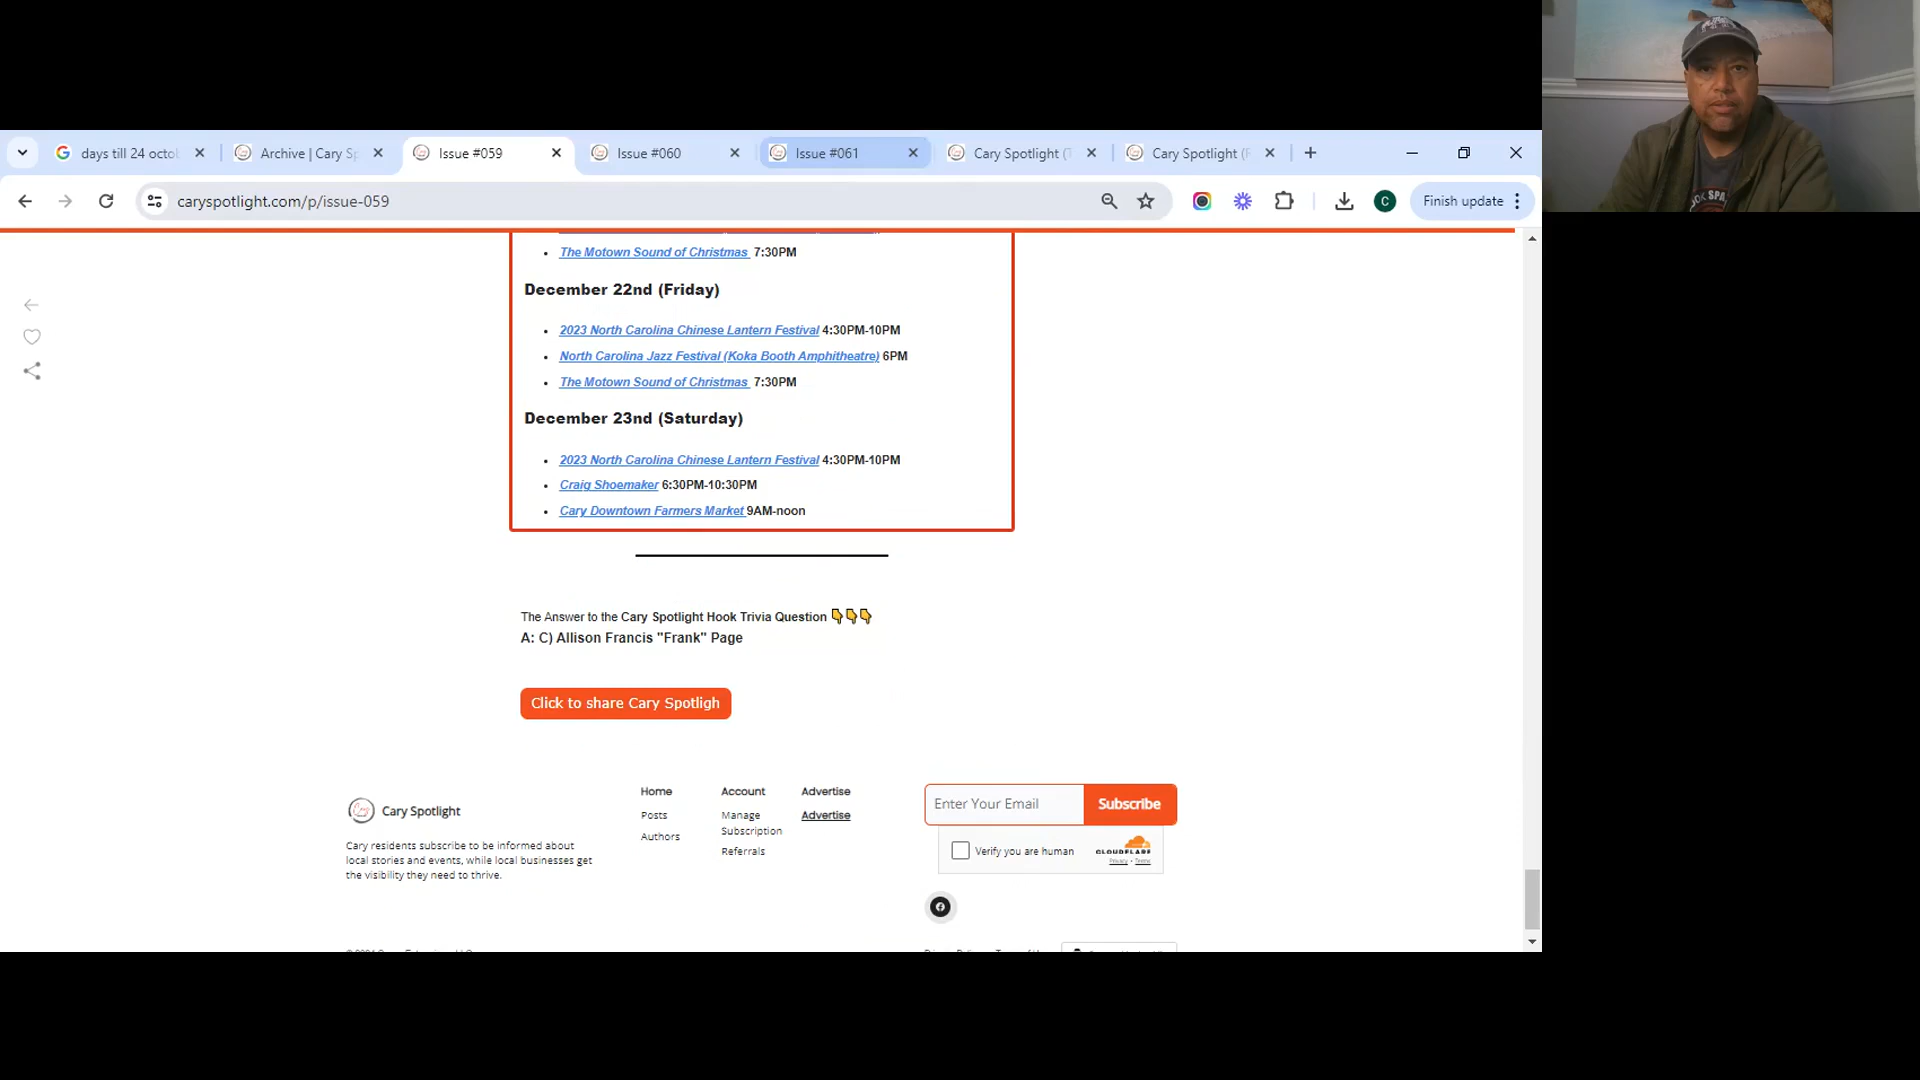 days till 24 octo
Archive | Cary Sp
Issue #059
Issue #060
Issue #061
Cary Spotlight (
Cary Spotlight (
caryspotlight.com/p/issue-059
C
Finish update
The Motown Sound of Christmas 7:30PM
December 22nd (Friday)
2023 North Carolina Chinese Lantern Festival 4:30PM-10PM
North Carolina Jazz Festival (Koka Booth Amphitheatre) 6PM
The Motown Sound of Christmas 7:30PM
December 23nd (Saturday)
2023 North Carolina Chinese Lantern Festival 4:30PM-10PM
Craig Shoemaker 6:30PM-10:30PM
Cary Downtown Farmers Market 9AM-noon
The Answer to the Cary Spotlight Hook Trivia Question 👇👇👇
A: C) Allison Francis "Frank" Page
Click to share Cary Spotligh
Cary Spotlight
Cary residents subscribe to be informed about
local stories and events, while local businesses get
the visibility they need to thrive.
Home
Posts
Authors
Account
Manage
Subscription
Referrals
Advertise
Advertise
Enter Your Email
Subscribe
Verify you are human
CLOUDFLARE
Privacy • Terms